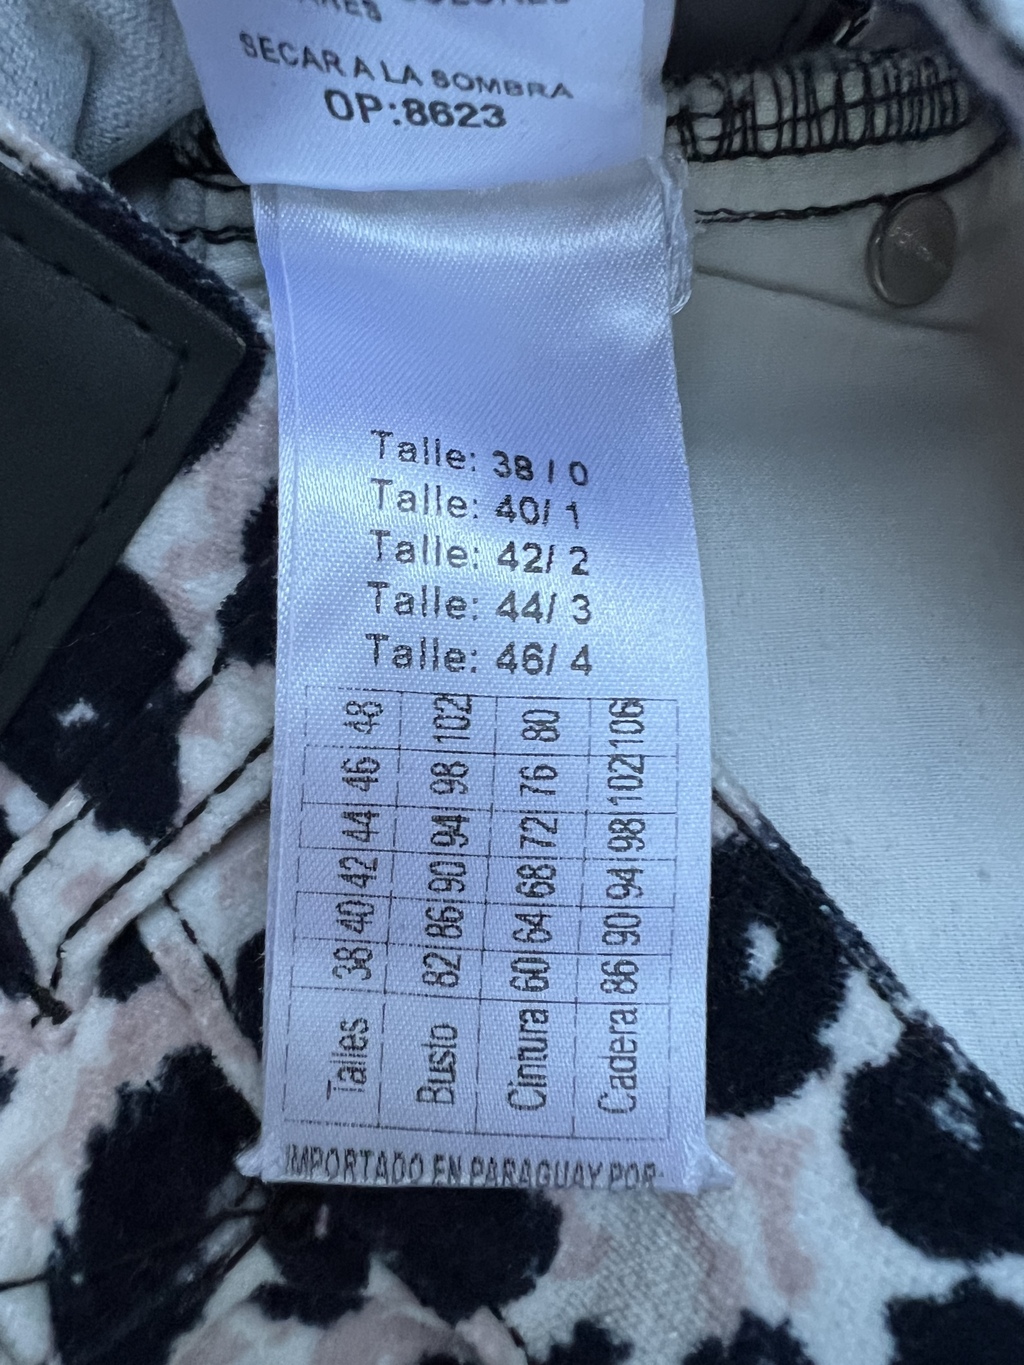 SECAR A LA SOMBRA
OP:8623
Talle: 38 / 0
Talle: 40/ 1
Talle: 42/ 2
Talle: 44/ 3
Talle: 46/ 4
Talles 38 40 42 44 46 48
Busto 82 86 90 94 98 102
Cintura 60 64 68 72 76 80
Cadera 86 90 94 98 102 106
IMPORTADO EN PARAGUAY POR: